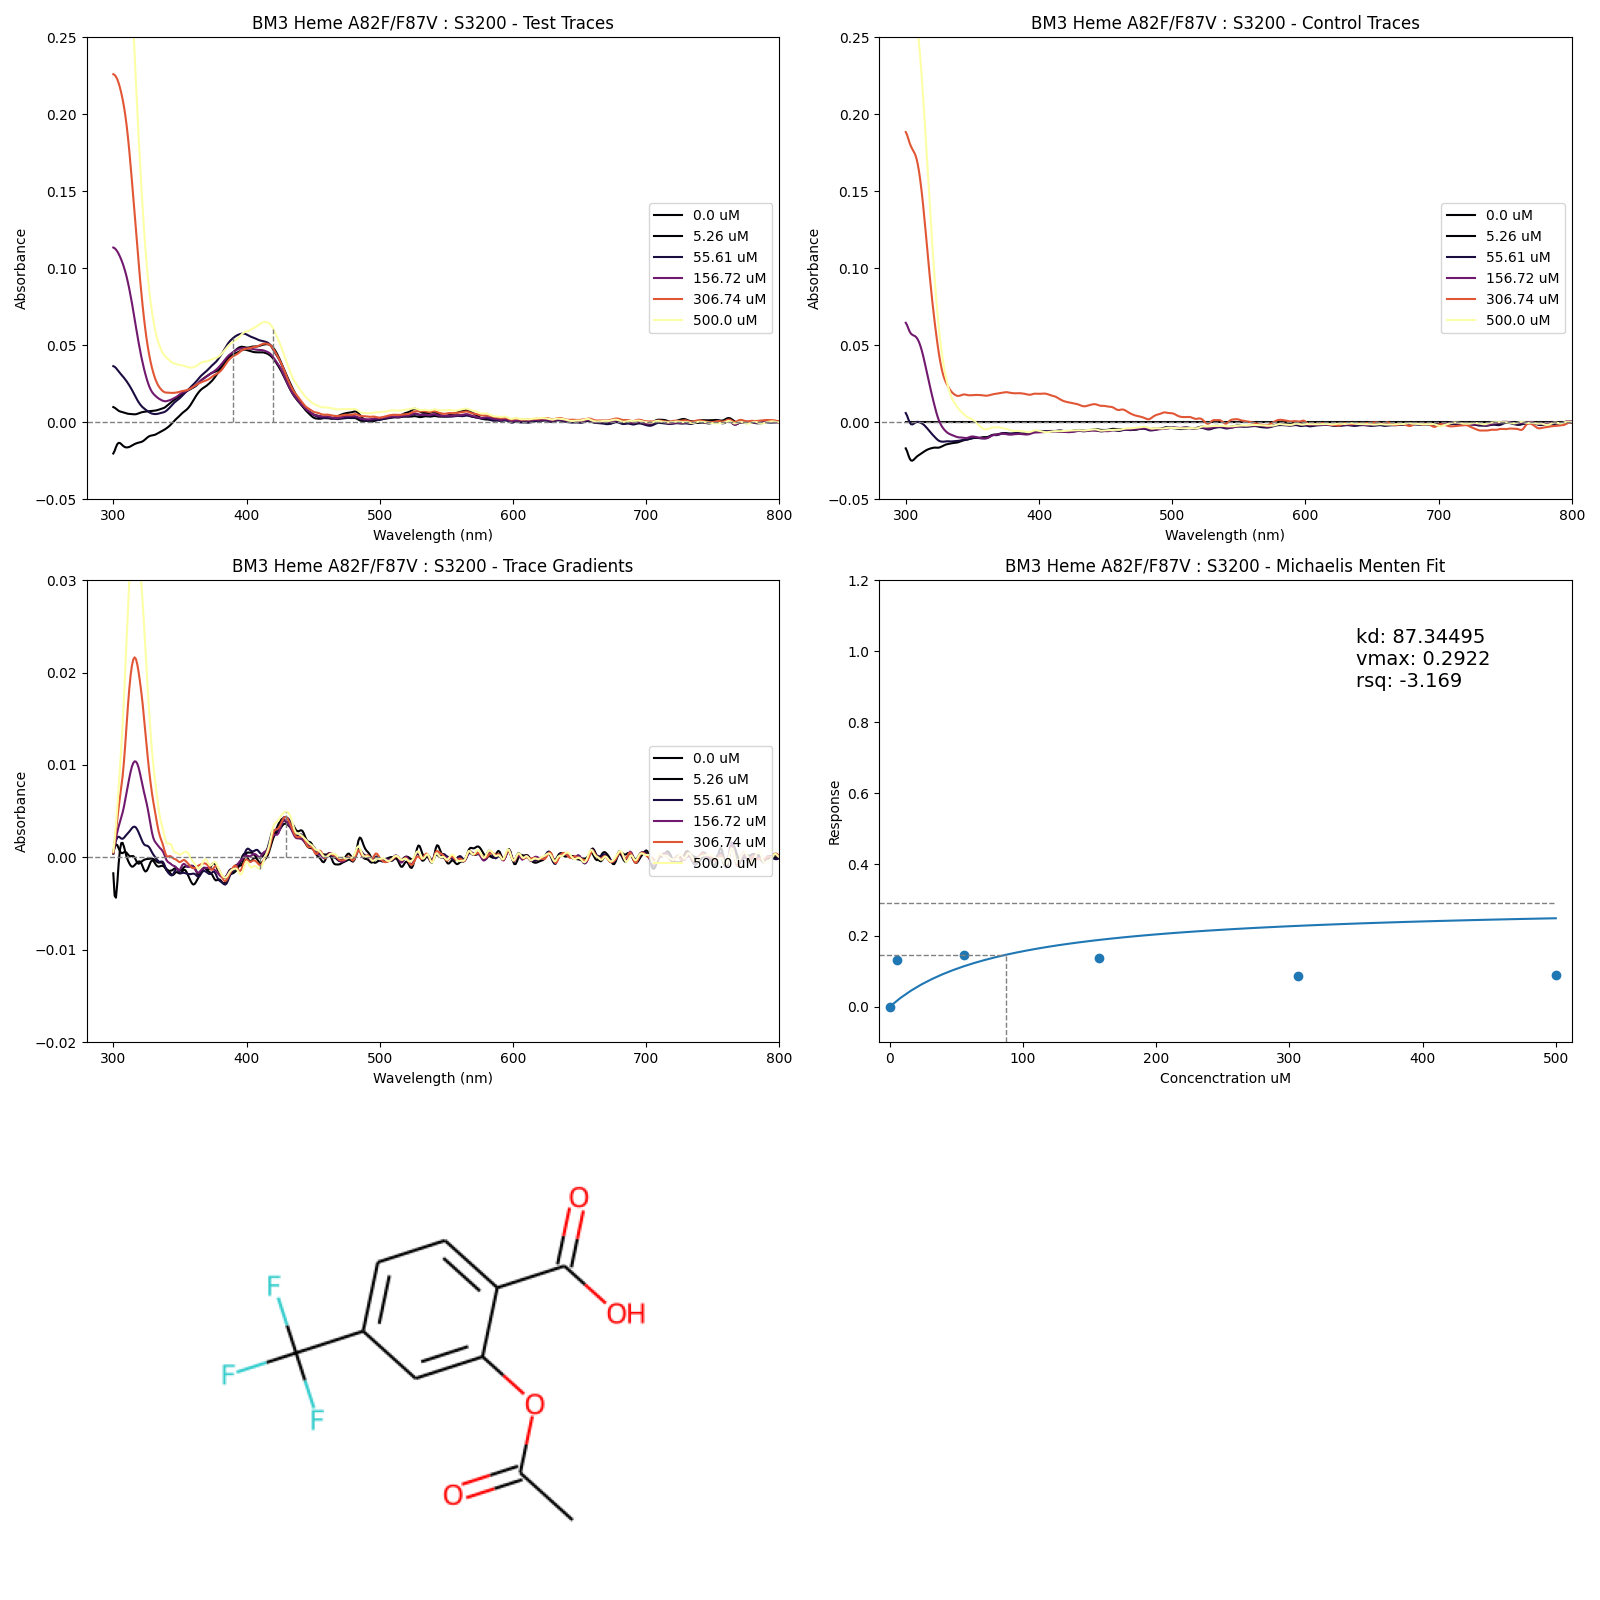 BM3 Heme A82F/F87V : S3200 - Test Traces
0.25
0.20
0.15
0.10
0.05
0.00
−0.05
Absorbance
300 400 500 600 700 800
Wavelength (nm)
0.0 uM
5.26 uM
55.61 uM
156.72 uM
306.74 uM
500.0 uM
BM3 Heme A82F/F87V : S3200 - Control Traces
0.25
0.20
0.15
0.10
0.05
0.00
−0.05
Absorbance
300 400 500 600 700 800
Wavelength (nm)
0.0 uM
5.26 uM
55.61 uM
156.72 uM
306.74 uM
500.0 uM
BM3 Heme A82F/F87V : S3200 - Trace Gradients
0.03
0.02
0.01
0.00
−0.01
−0.02
Absorbance
300 400 500 600 700 800
Wavelength (nm)
0.0 uM
5.26 uM
55.61 uM
156.72 uM
306.74 uM
500.0 uM
BM3 Heme A82F/F87V : S3200 - Michaelis Menten Fit
1.2
1.0
0.8
0.6
0.4
0.2
0.0
Response
0 100 200 300 400 500
Concenctration uM
kd: 87.34495
vmax: 0.2922
rsq: -3.169
O
F
OH
F
F
O
O